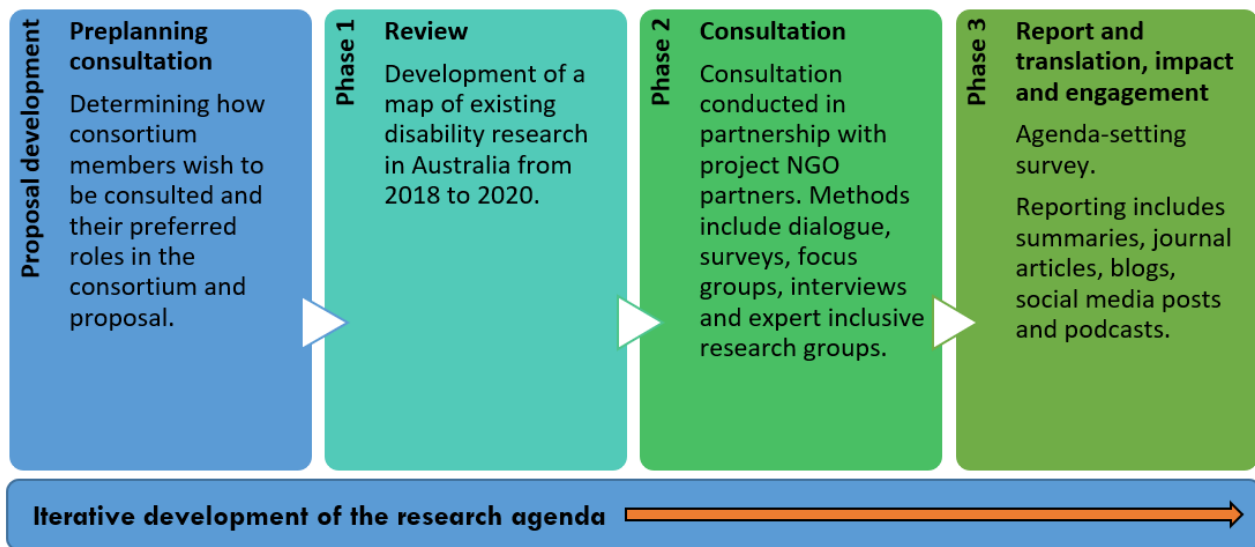 Proposal development
Preplanning
consultation
Determining how
consortium
members wish to
be consulted and
their preferred
roles in the
consortium and
proposal.
Phase 1
Review
Development of a
map of existing
disability research
in Australia from
2018 to 2020.
Phase 2
Consultation
Consultation
conducted in
partnership with
project NGO
partners. Methods
include dialogue,
surveys, focus
groups, interviews
and expert inclusive
research groups.
Phase 3
Report and
translation, impact
and engagement
Agenda-setting
survey.
Reporting includes
summaries, journal
articles, blogs,
social media posts
and podcasts.
Iterative development of the research agenda